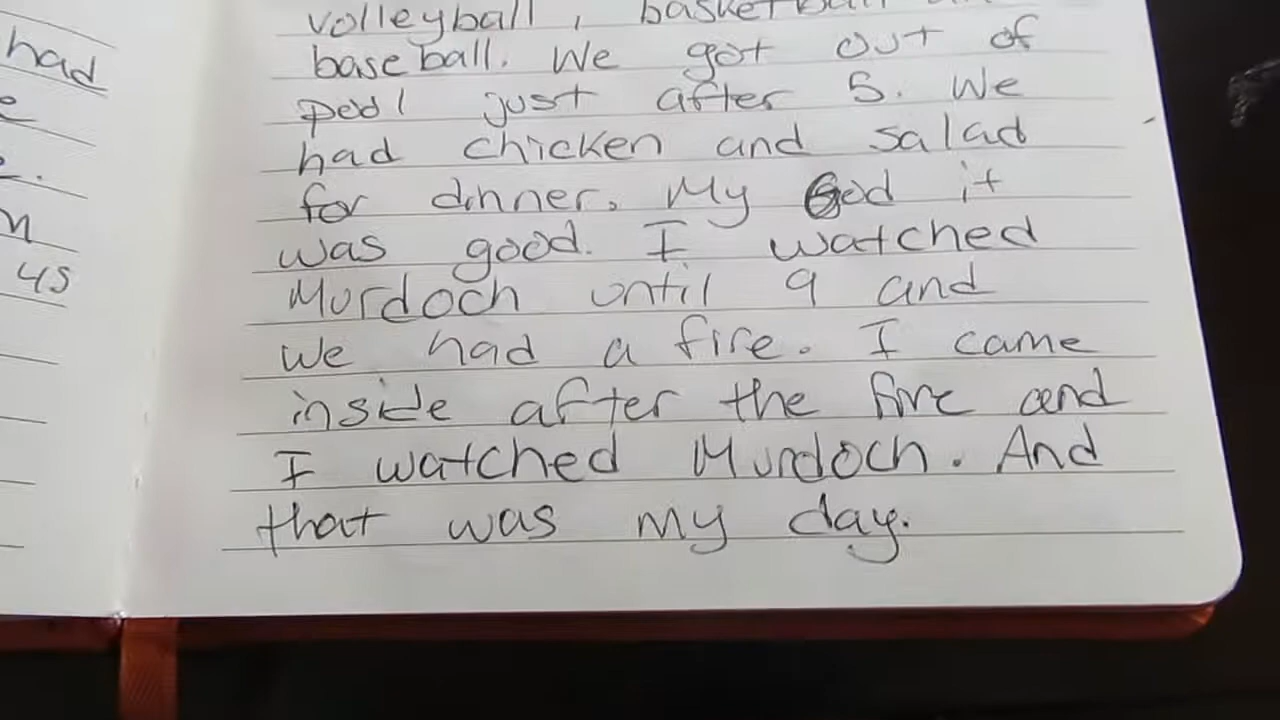 had
volleyball, basketball
baseball. We got out of
pool just after 5. We
had chicken and salad
for dinner. My God it
was good. I watched
Murdoch until 9 and
we had a fire. I came
inside after the fire and
I watched Murdoch. And
that was my day.